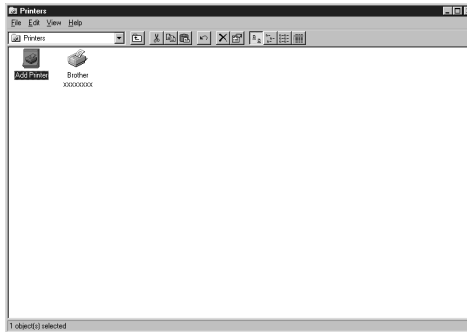 Printers
File Edit View Help
Printers
Add Printer
Brother
xxxxxxxx
1 object(s) selected